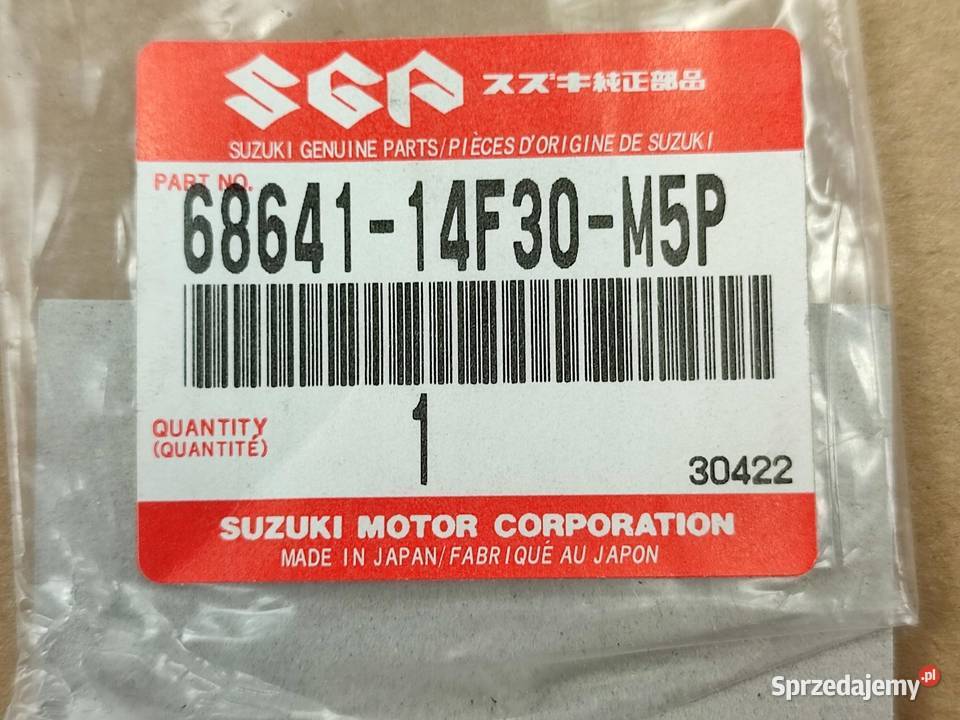 SGP スズキ純正部品
SUZUKI GENUINE PARTS/PIÈCES D'ORIGINE DE SUZUKI
PART NO.
68641-14F30-M5P
QUANTITY
(QUANTITÉ)
1
30422
SUZUKI MOTOR CORPORATION
MADE IN JAPAN/FABRIQUÉ AU JAPON
Sprzedajemy.pl